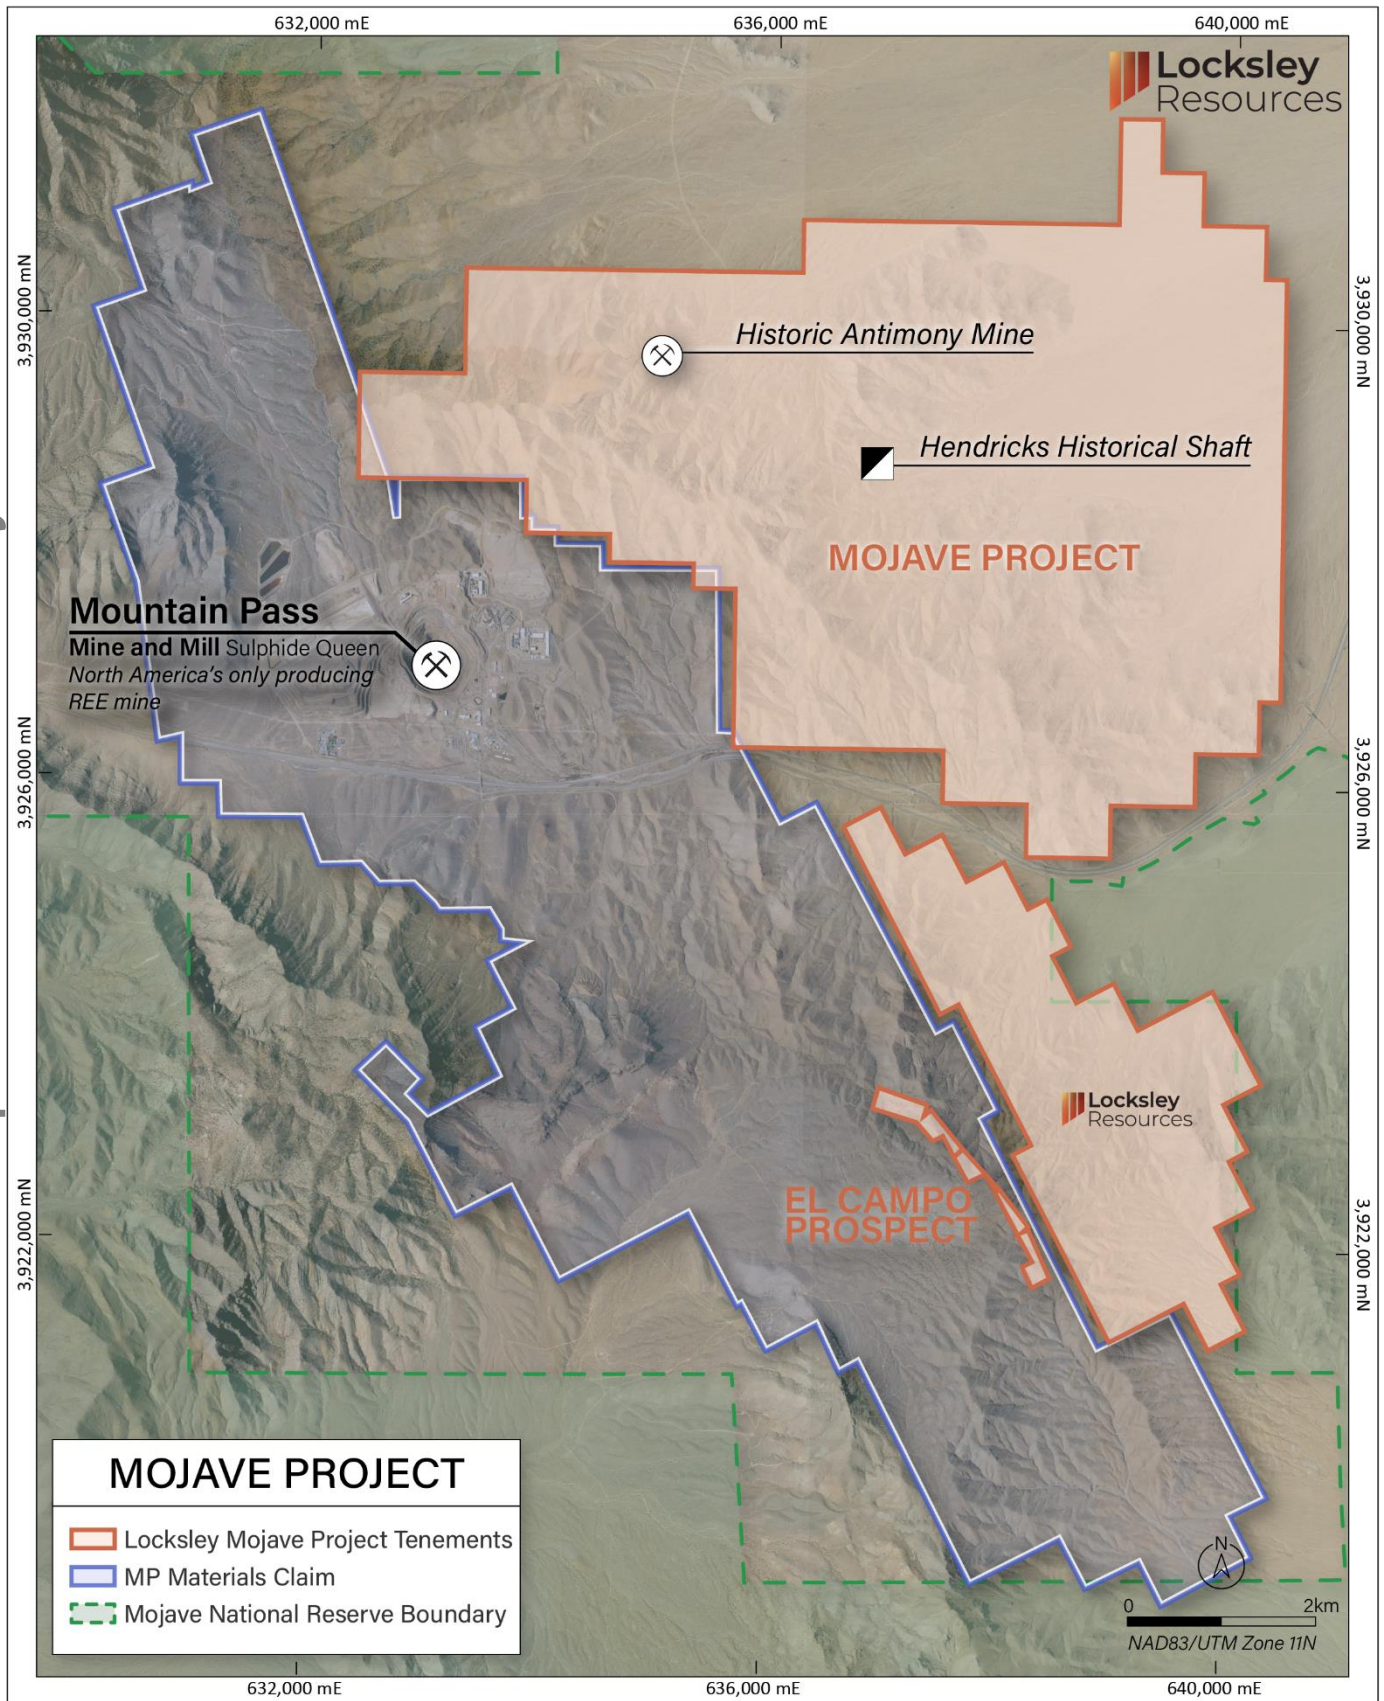 632,000 mE
636,000 mE
640,000 mE
Locksley
Resources
3,930,000 mN
3,930,000 mN
Historic Antimony Mine
Hendricks Historical Shaft
MOJAVE PROJECT
Mountain Pass
Mine and Mill Sulphide Queen
North America's only producing
REE mine
3,926,000 mN
3,926,000 mN
Locksley
Resources
EL CAMPO
PROSPECT
3,922,000 mN
3,922,000 mN
MOJAVE PROJECT
Locksley Mojave Project Tenements
MP Materials Claim
Mojave National Reserve Boundary
N
0 2km
NAD83/UTM Zone 11N
632,000 mE
636,000 mE
640,000 mE